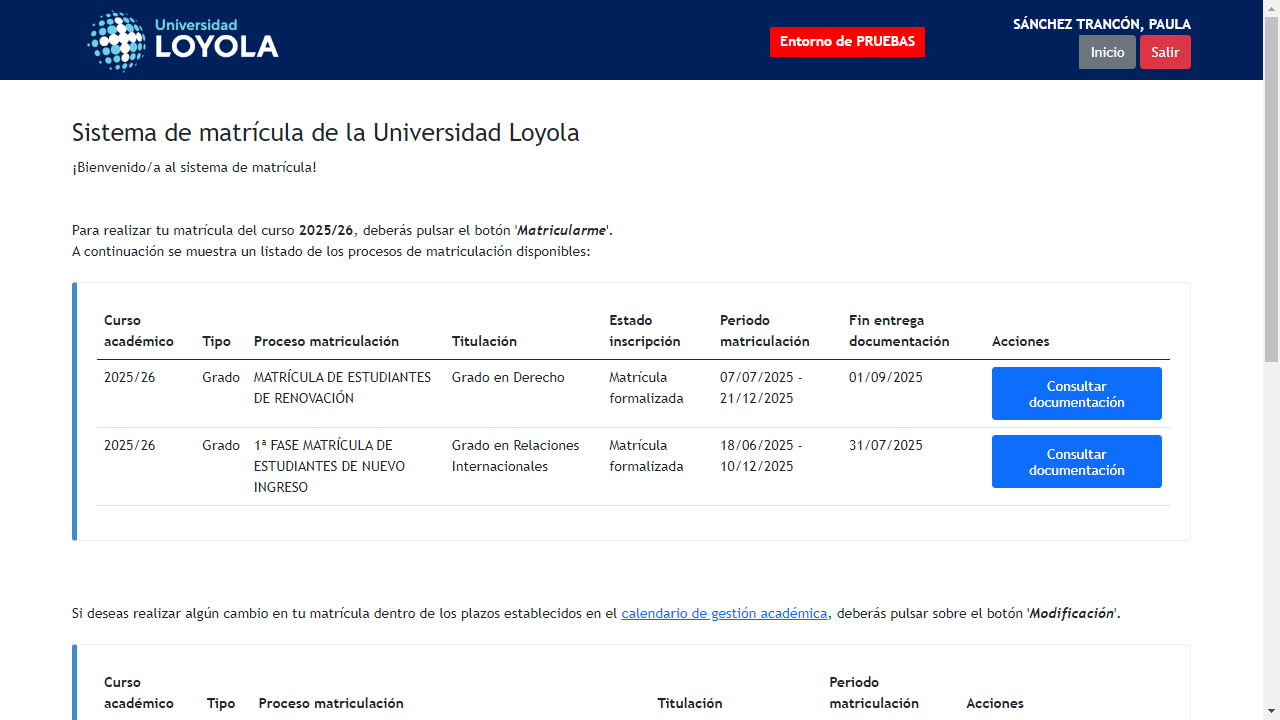 Universidad
LOYOLA
Entorno de PRUEBAS
SÁNCHEZ TRANCÓN, PAULA
Inicio Salir
Sistema de matrícula de la Universidad Loyola
¡Bienvenido/a al sistema de matrícula!
Para realizar tu matrícula del curso 2025/26, deberás pulsar el botón 'Matricularme'.
A continuación se muestra un listado de los procesos de matriculación disponibles:
Curso académico Tipo Proceso matriculación Titulación Estado inscripción Periodo matriculación Fin entrega documentación Acciones
2025/26 Grado MATRÍCULA DE ESTUDIANTES DE RENOVACIÓN Grado en Derecho Matrícula formalizada 07/07/2025 - 21/12/2025 01/09/2025 Consultar documentación
2025/26 Grado 1ª FASE MATRÍCULA DE ESTUDIANTES DE NUEVO INGRESO Grado en Relaciones Internacionales Matrícula formalizada 18/06/2025 - 10/12/2025 31/07/2025 Consultar documentación
Si deseas realizar algún cambio en tu matrícula dentro de los plazos establecidos en el calendario de gestión académica, deberás pulsar sobre el botón 'Modificación'.
Curso académico Tipo Proceso matriculación Titulación Periodo matriculación Acciones